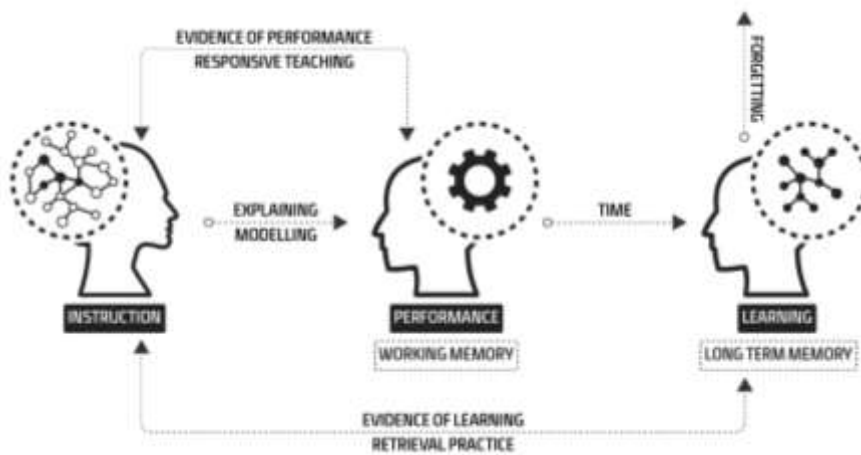 EVIDENCE OF PERFORMANCE
RESPONSIVE TEACHING
FORGETTING
EXPLAINING
MODELLING
TIME
INSTRUCTION
PERFORMANCE
LEARNING
WORKING MEMORY
LONG TERM MEMORY
EVIDENCE OF LEARNING
RETRIEVAL PRACTICE